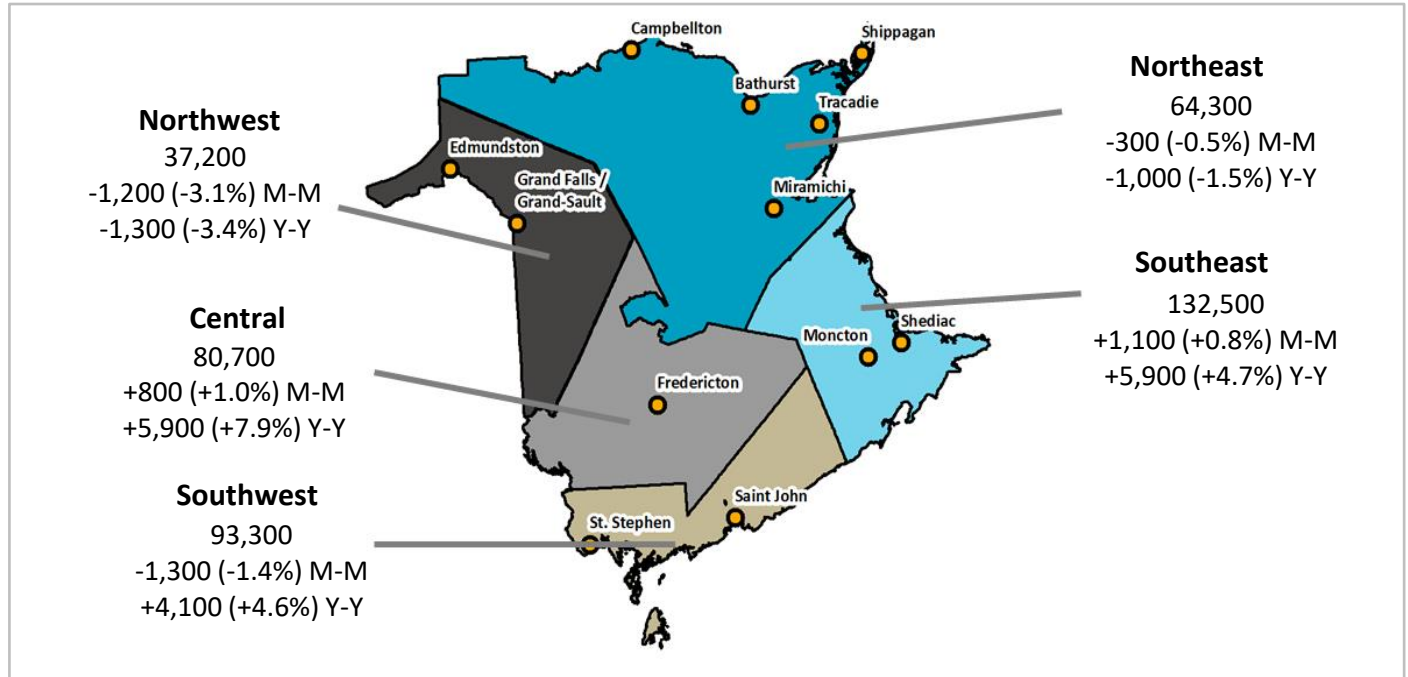 Northwest
37,200
-1,200 (-3.1%) M-M
-1,300 (-3.4%) Y-Y
Central
80,700
+800 (+1.0%) M-M
+5,900 (+7.9%) Y-Y
Southwest
93,300
-1,300 (-1.4%) M-M
+4,100 (+4.6%) Y-Y
Campbellton
Shippagan
Bathurst
Tracadie
Edmundston
Grand Falls /
Grand-Sault
Miramichi
Shediac
Moncton
Fredericton
Saint John
St. Stephen
Northeast
64,300
-300 (-0.5%) M-M
-1,000 (-1.5%) Y-Y
Southeast
132,500
+1,100 (+0.8%) M-M
+5,900 (+4.7%) Y-Y